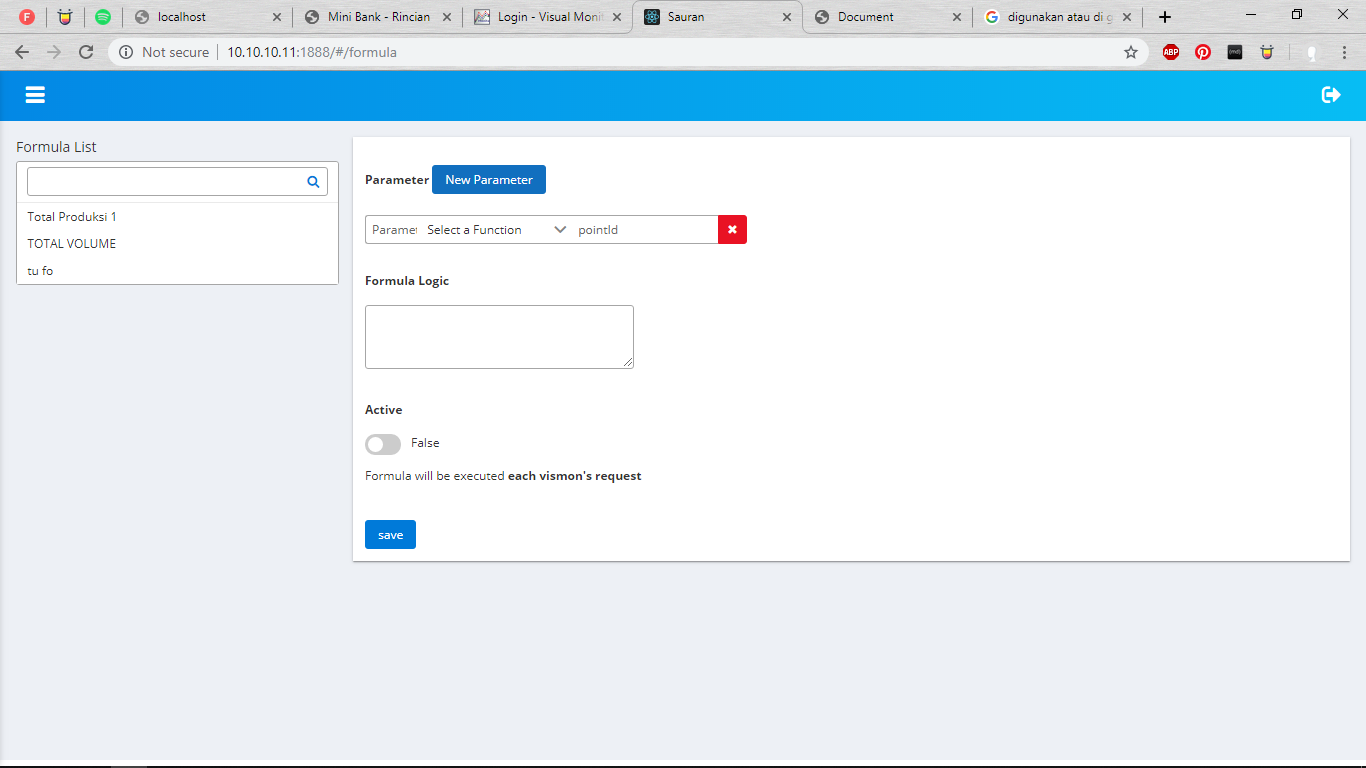 localhost
Mini Bank - Rincian
Login - Visual Monit
Sauran
Document
digunakan atau di g
Not secure
10.10.10.11:1888/#/formula
ABP
Formula List
Total Produksi 1
TOTAL VOLUME
tu fo
Parameter New Parameter
Paramet Select a Function pointId
Formula Logic
Active
False
Formula will be executed each vismon's request
save